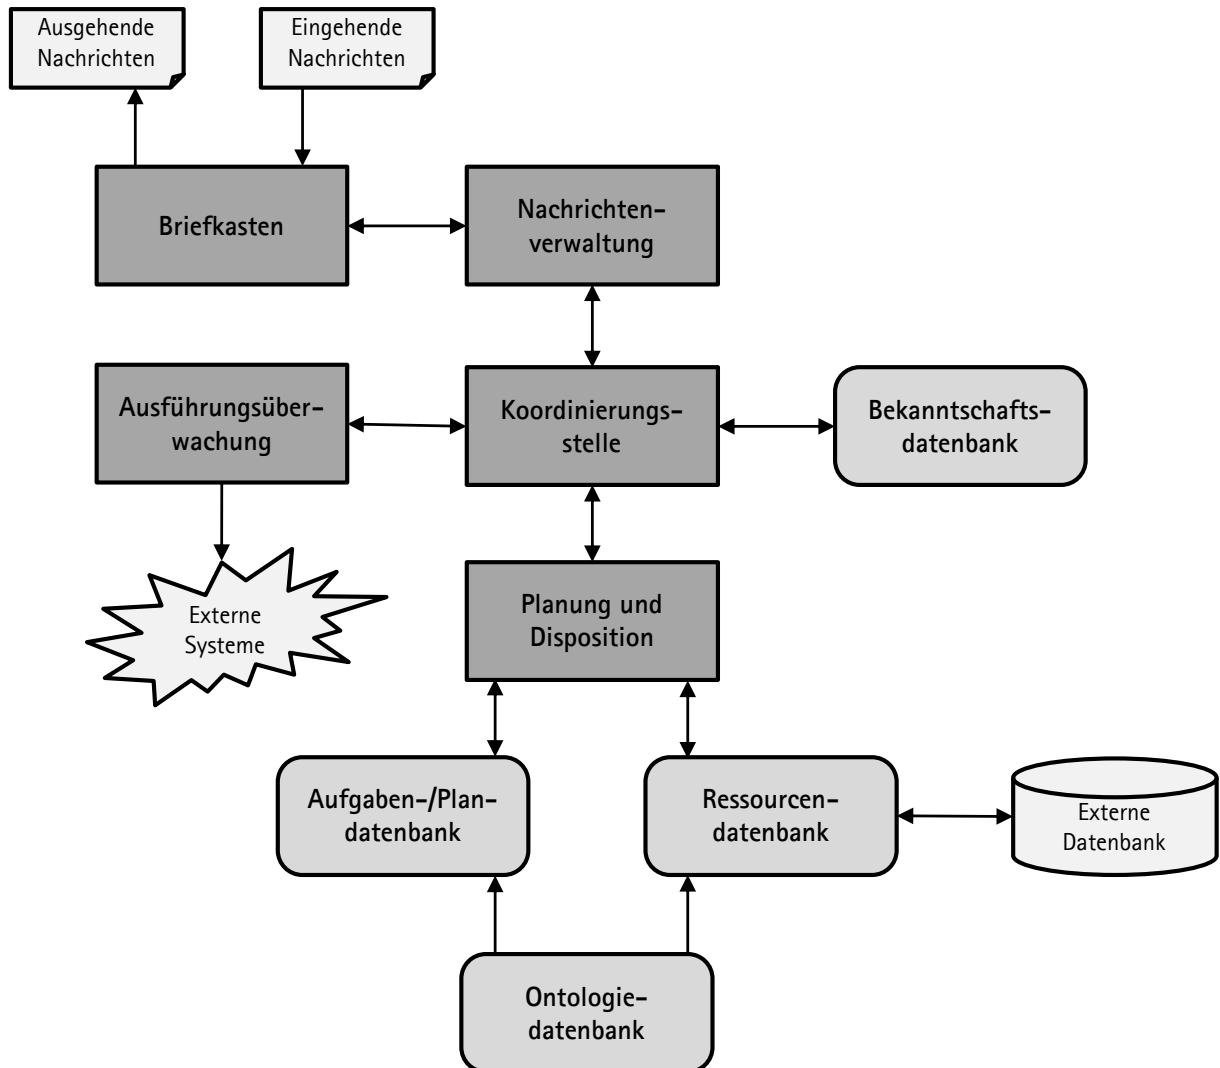 Ausgehende
Nachrichten
Eingehende
Nachrichten
Briefkasten
Nachrichten-
verwaltung
Ausführungsüber-
wachung
Koordinierungs-
stelle
Bekanntschafts-
datenbank
Externe
Systeme
Planung und
Disposition
Aufgaben-/Plan-
datenbank
Ressourcen-
datenbank
Externe
Datenbank
Ontologie-
datenbank